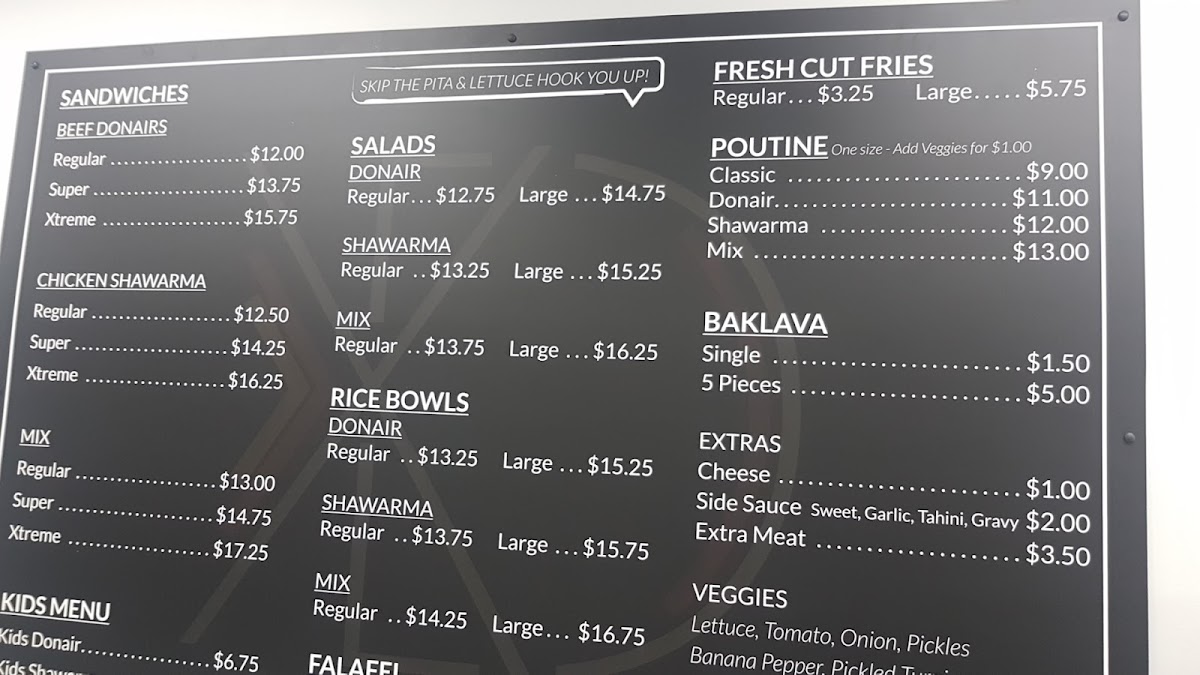 SANDWICHES
BEEF DONAIRS
Regular ..................... $12.00
Super ........................ $13.75
Xtreme ...................... $15.75
CHICKEN SHAWARMA
Regular ..................... $12.50
Super ........................ $14.25
Xtreme ...................... $16.25
MIX
Regular ..................... $13.00
Super ........................ $14.75
Xtreme ...................... $17.25
KIDS MENU
Kids Donair.................... $6.75
Kids
SKIP THE PITA & LETTUCE HOOK YOU UP!
SALADS
DONAIR
Regular... $12.75 Large ... $14.75
SHAWARMA
Regular .. $13.25 Large ... $15.25
MIX
Regular .. $13.75 Large ... $16.25
RICE BOWLS
DONAIR
Regular .. $13.25 Large ... $15.25
SHAWARMA
Regular .. $13.75 Large ... $15.75
MIX
Regular .. $14.25 Large... $16.75
FALAFEL
FRESH CUT FRIES
Regular... $3.25 Large..... $5.75
POUTINE One size - Add Veggies for $1.00
Classic ........................ $9.00
Donair.......................... $11.00
Shawarma ................... $12.00
Mix ............................ $13.00
BAKLAVA
Single ......................... $1.50
5 Pieces ....................... $5.00
EXTRAS
Cheese ........................ $1.00
Side Sauce Sweet, Garlic, Tahini, Gravy $2.00
Extra Meat .................... $3.50
VEGGIES
Lettuce, Tomato, Onion, Pickles
Banana Pepper, Pickled